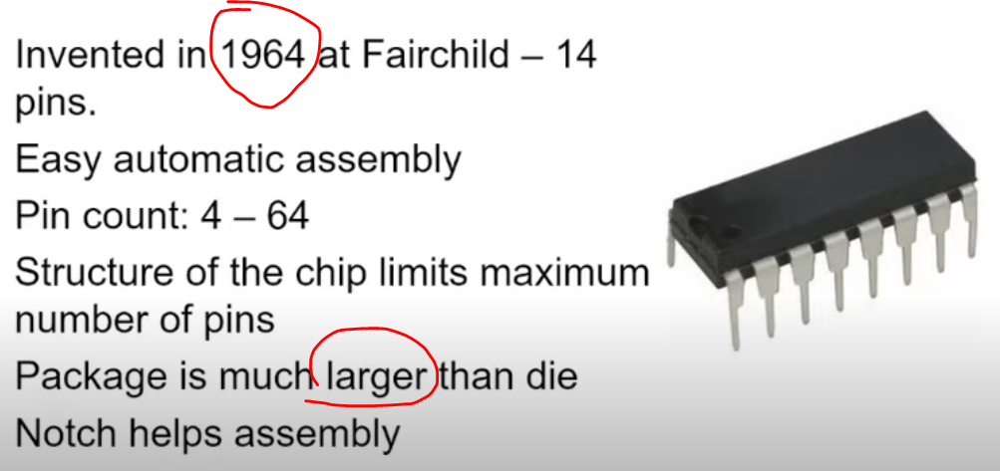 Invented in 1964 at Fairchild – 14
pins.
Easy automatic assembly
Pin count: 4 – 64
Structure of the chip limits maximum
number of pins
Package is much larger than die
Notch helps assembly